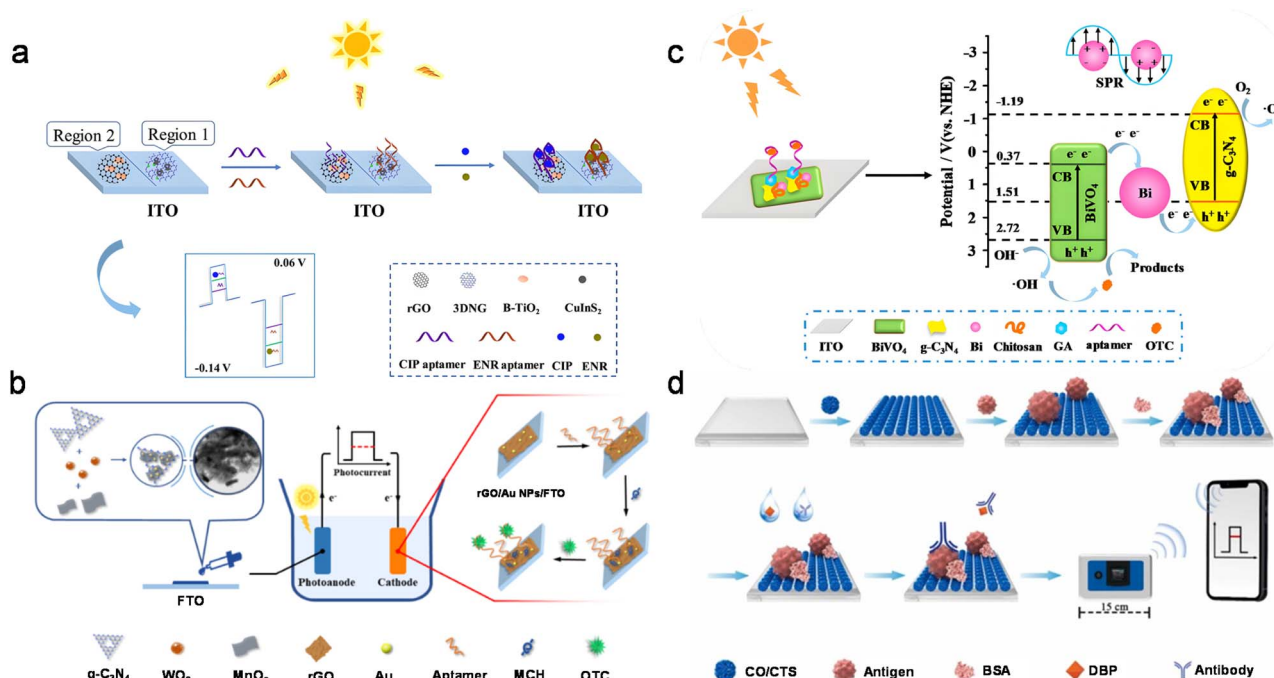 a
Region 2
Region 1
ITO
ITO
ITO
0.06 V
-0.14 V
rGO
3DNG
B-TiO₂
CuInS₂
CIP aptamer
ENR aptamer
CIP
ENR
b
FTO
Photocurrent
e⁻
e⁻
Photoanode
Cathode
rGO/Au NPs/FTO
MCH
OTC
g-C₃N₄
MnO
rGO
Au
Aptamer
MCH
OTC
c
Potential / V(vs. NHE)
-3
-2
-1
0
1
2
3
-1.19
0.37
1.51
2.72
SPR
+ +
- -
- -
+ +
O₂
e⁻ e⁻
CB
g-C₃N₄
VB
h⁺ h⁺
e⁻ e⁻
e⁻ e⁻
CB
BiVO₄
VB
h⁺ h⁺
Bi
e⁻ e⁻
OH⁻
·OH
Products
ITO
BiVO₄
g-C₃N₄
Bi
Chitosan
GA
aptamer
OTC
d
15 cm
CO/CTS
Antigen
BSA
DBP
Antibody